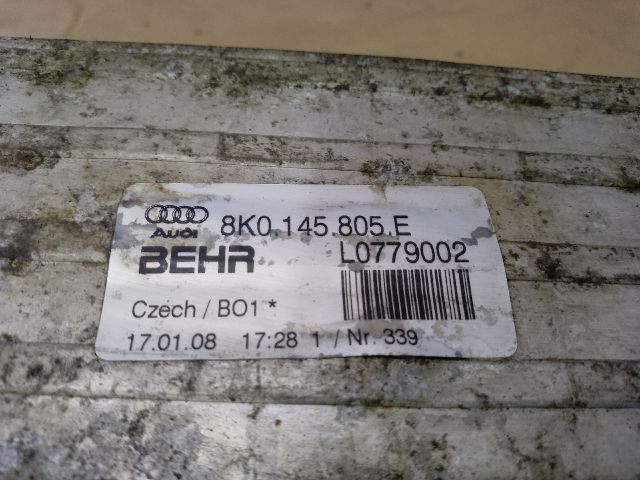 8K0.145.805.E
AUDI
BEHR L0779002
Czech / BO1 *
17.01.08 17:28 1 / Nr. 339